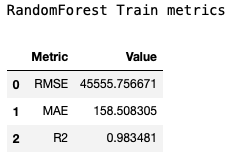 RandomForest Train metrics
Metric Value
0 RMSE 45555.756671
1 MAE 158.508305
2 R2 0.983481